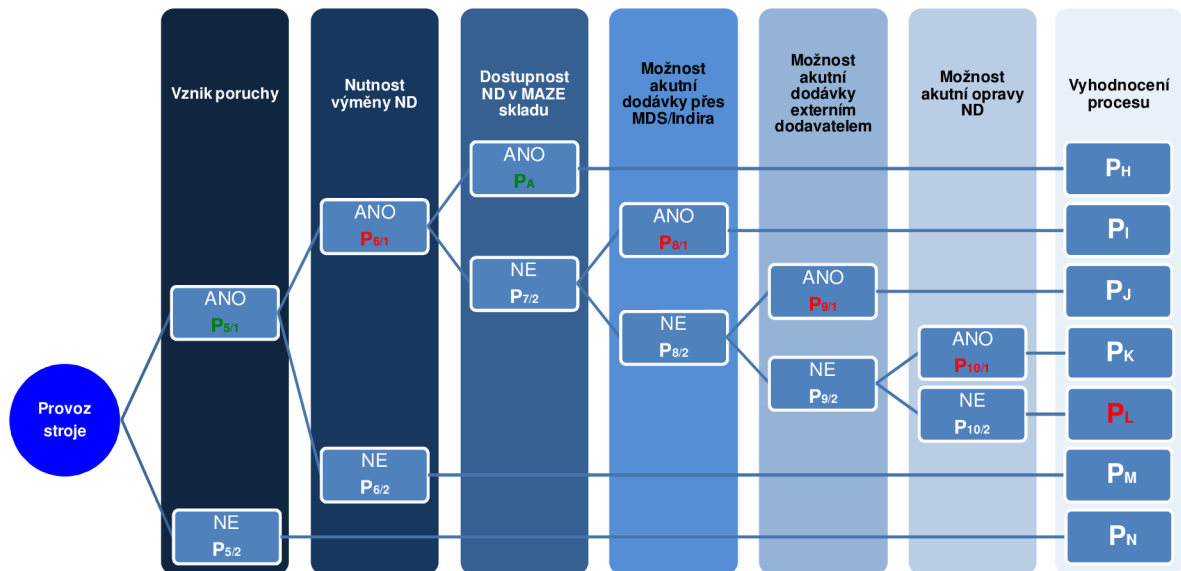 Vznik poruchy
Nutnost
výměny ND
Dostupnost
ND v MAZE
skladu
Možnost
akutní
dodávky přes
MDS/Indira
Možnost
akutní
dodávky
externím
dodavatelem
Možnost
akutní opravy
ND
Vyhodnocení
procesu
Provoz
stroje
ANO
P5/1
NE
P5/2
ANO
P6/1
NE
P6/2
ANO
PA
NE
P7/2
ANO
P8/1
NE
P8/2
ANO
P9/1
NE
P9/2
ANO
P10/1
NE
P10/2
PH
PI
PJ
PK
PL
PM
PN